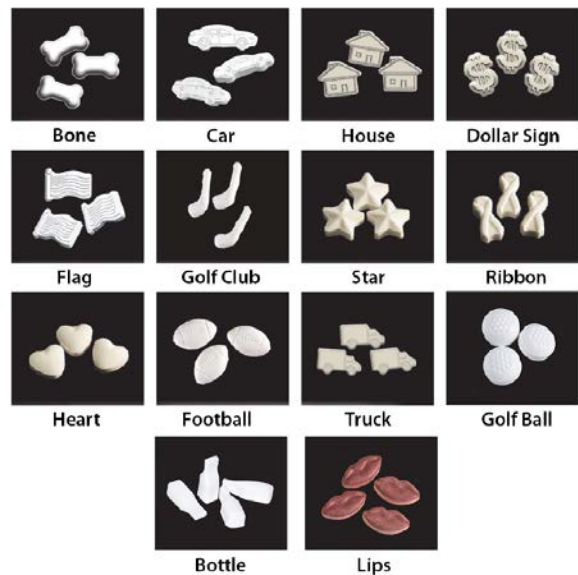 Bone
Car
House
Dollar Sign
Flag
Golf Club
Star
Ribbon
Heart
Football
Truck
Golf Ball
Bottle
Lips